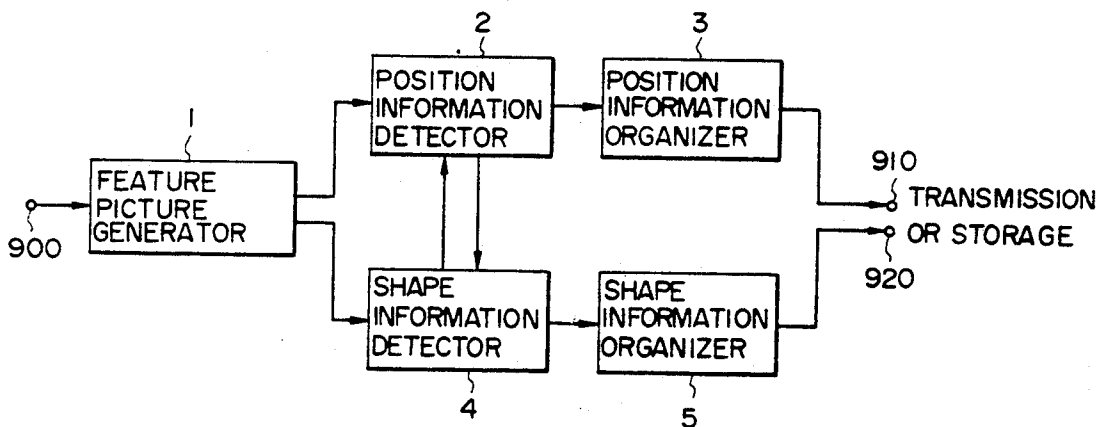 2
3
POSITION
INFORMATION
DETECTOR
POSITION
INFORMATION
ORGANIZER
1
FEATURE
PICTURE
GENERATOR
900
910
TRANSMISSION
OR STORAGE
920
SHAPE
INFORMATION
DETECTOR
SHAPE
INFORMATION
ORGANIZER
4
5